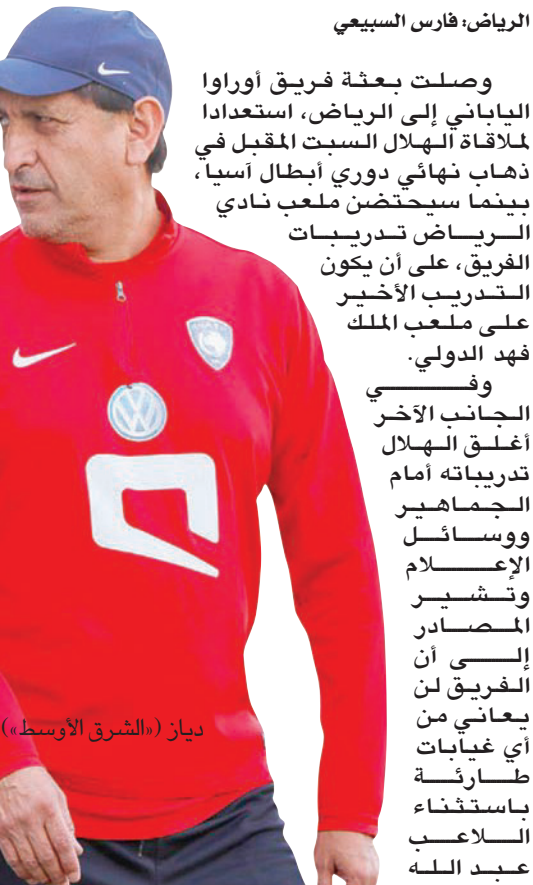 الرياض: فارس السبيعي
وصلت بعثة فريق أوراوا
الياباني إلى الرياض، استعدادا
لملاقاة الهلال السبت المقبل في
ذهاب نهائي دوري أبطال آسيا،
بينما سيحتضن ملعب نادي
الرياض تدريبات
الفريق، على أن يكون
التدريب الأخير
على ملعب الملك
فهد الدولي.
وفي
الجانب الآخر
أغلق الهلال
تدريباته أمام
الجماهير
ووسائل
الإعلام
وتشير
المصادر
إلى أن
الفريق لن
يعاني من
أي غيابات
طارئة
باستثناء
اللاعب
عبد الله
دياز («الشرق الأوسط»)